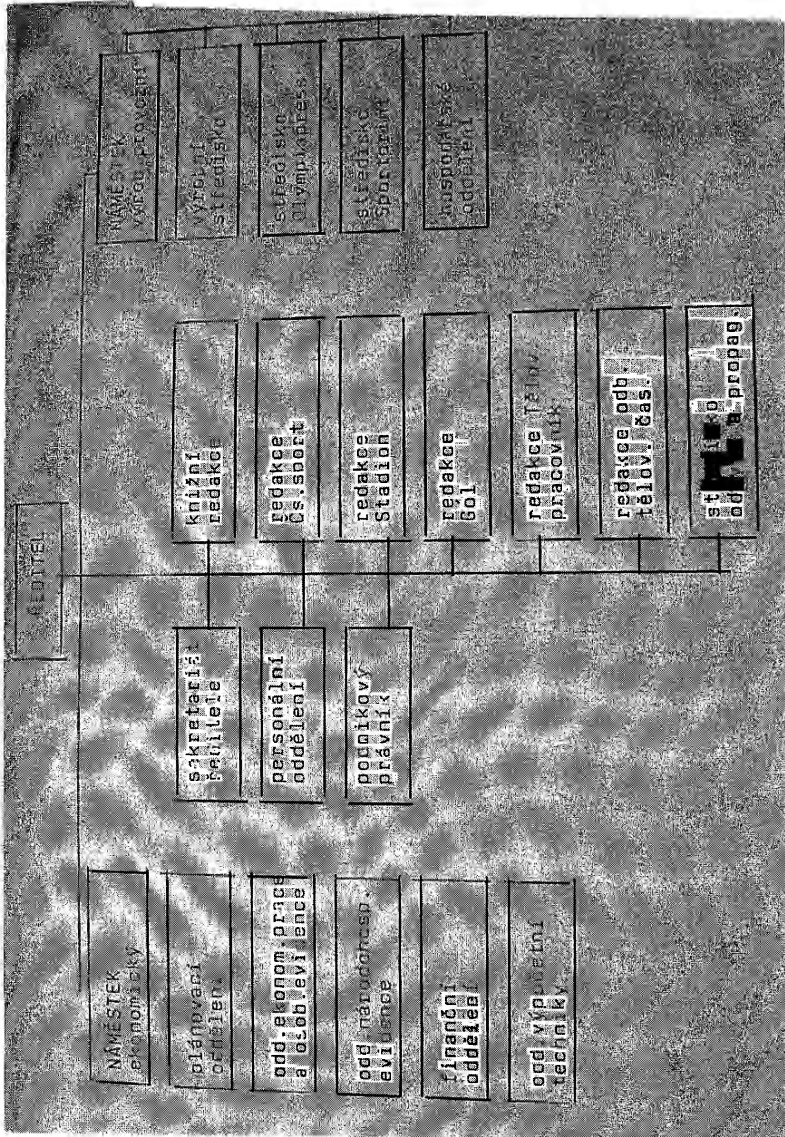 ŘEDITEL
NÁMĚSTEK
ekonomický
plánovací
oddělení
odd.ekonom.práce
a osob.evidence
odd národohosp.
evidence
finanční
oddělení
odd výpočetní
techniky
sekretariát
ředitele
personální
oddělení
podnikový
právník
knižní
redakce
redakce
Čs.sport
redakce
Stadion
redakce
Gól
redakce Tělov.
pracovník
redakce odb.
tělov. čas.
a propag.
NÁMĚSTEK
výrob.provozní
výrobní
středisko
středisko
Olympiapress
středisko
Sportprint
hospodářské
oddělení